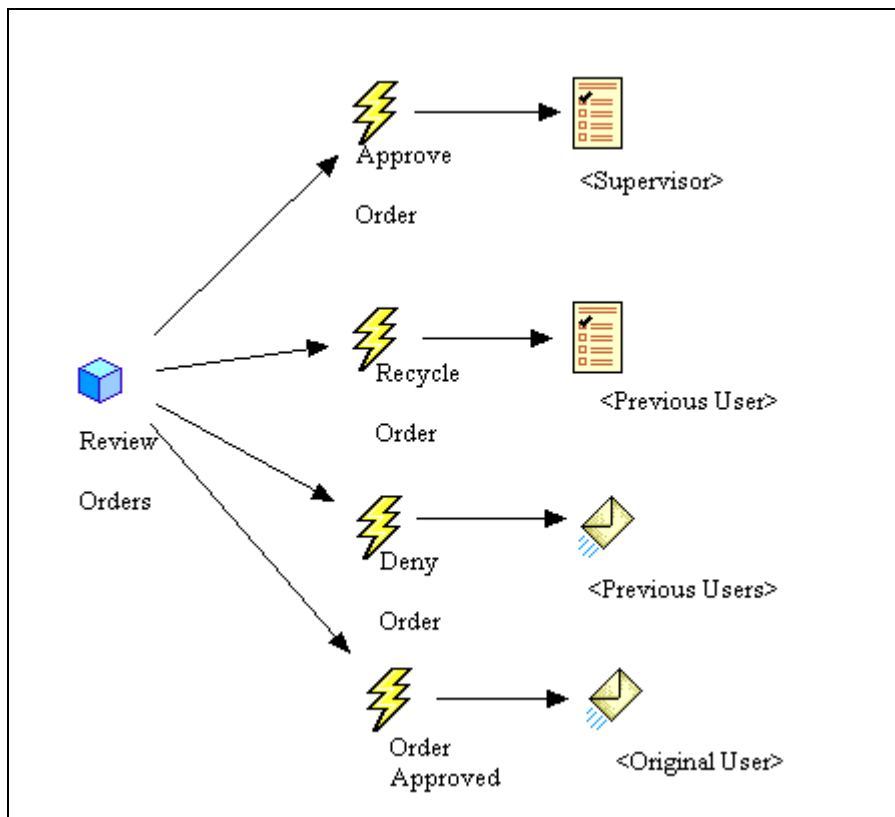 Approve
Order
<Supervisor>
Recycle
Order
<Previous User>
Review
Orders
Deny
Order
<Previous Users>
Order
Approved
<Original User>